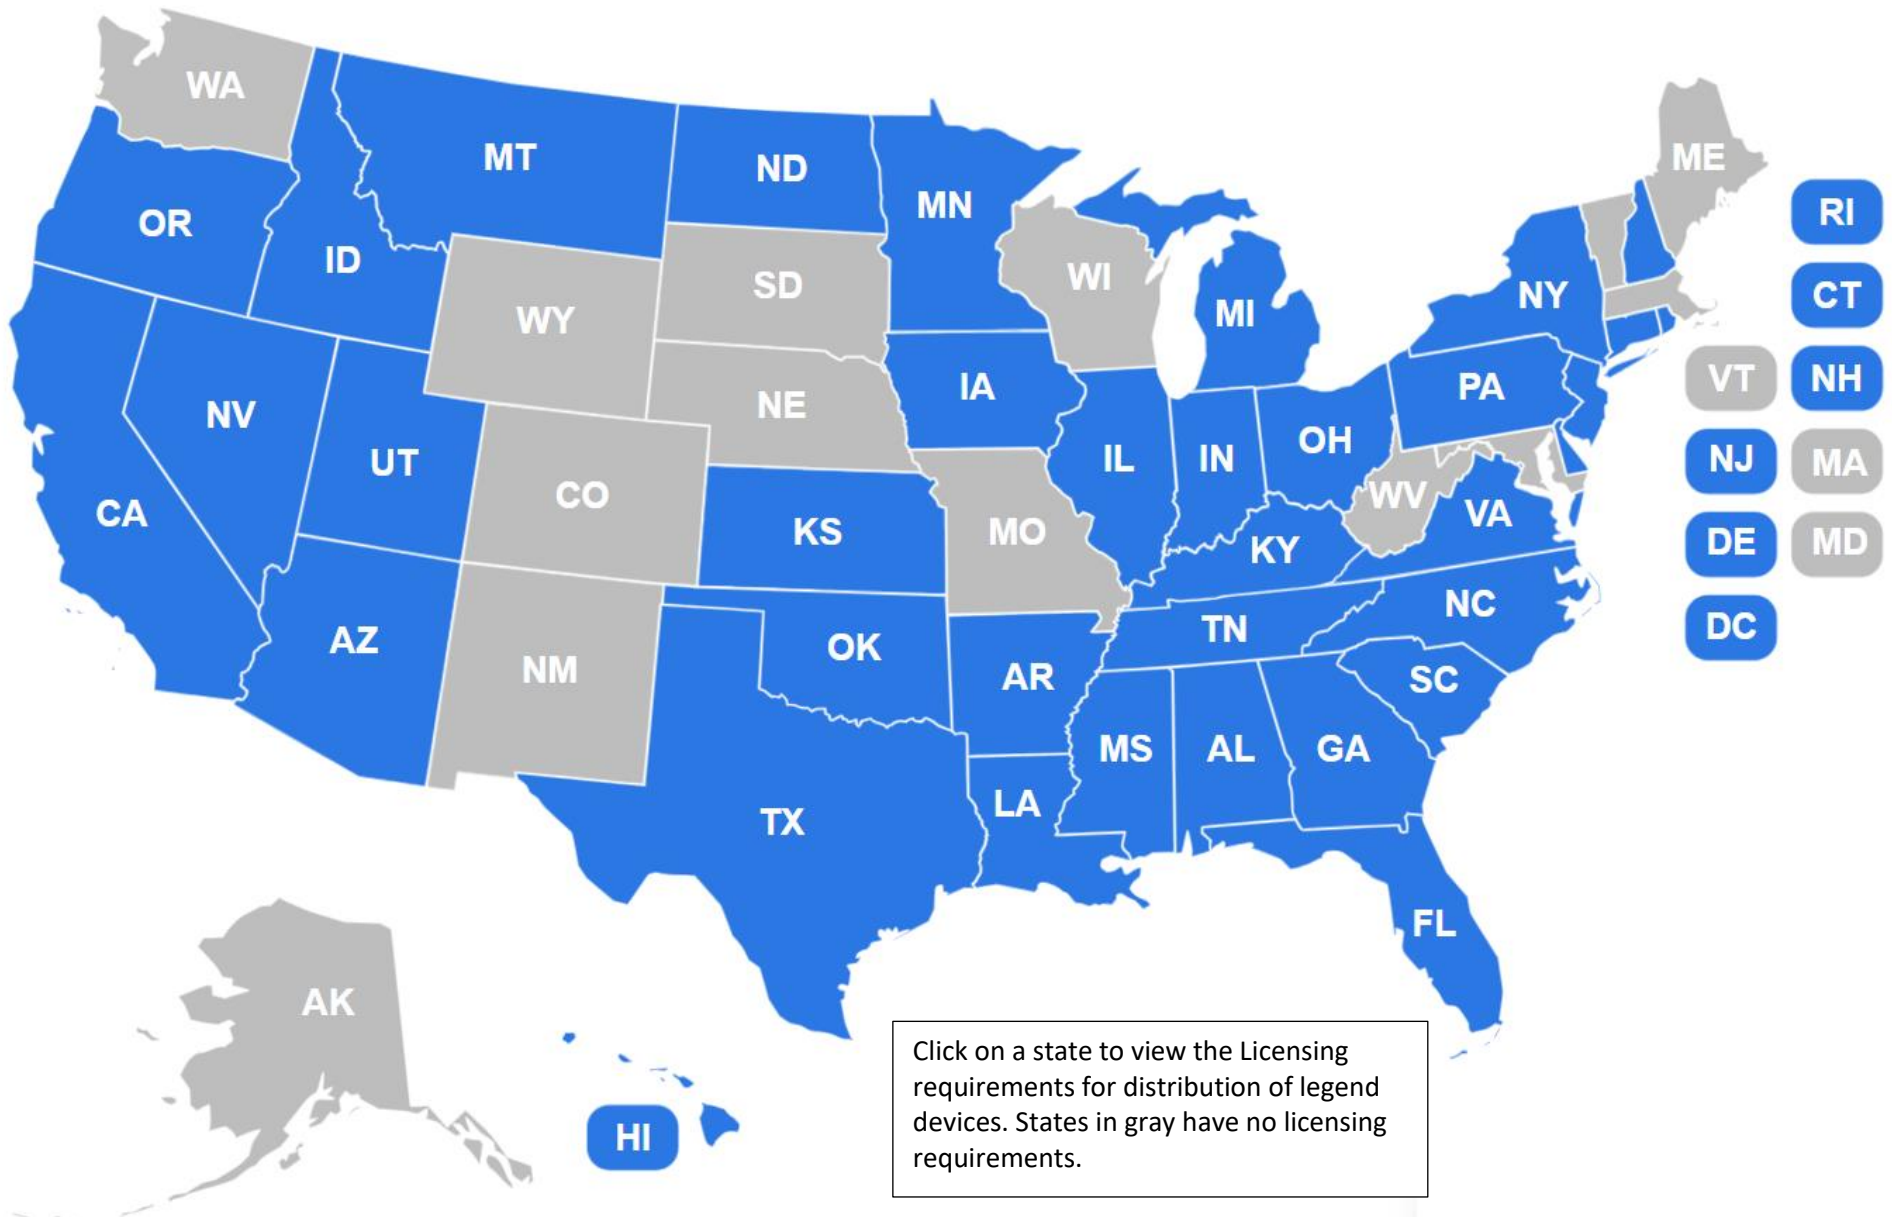 WA
MT
ND
MN
OR
ID
WY
SD
WI
MI
NY
ME
RI
CT
VT
NH
NV
UT
CO
NE
IA
IL
IN
OH
PA
NJ
MA
CA
AZ
NM
KS
MO
KY
WV
VA
DE
MD
OK
AR
TN
NC
DC
TX
LA
MS
AL
GA
SC
FL
AK
HI
Click on a state to view the Licensing
requirements for distribution of legend
devices. States in gray have no licensing
requirements.